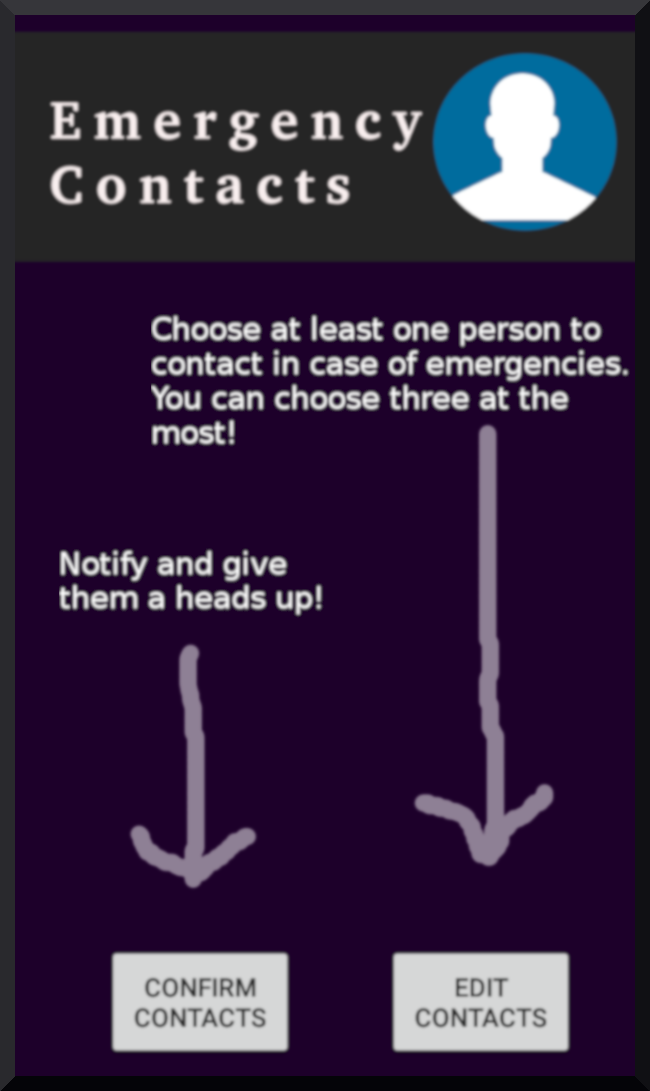 Emergency
Contacts
Choose at least one person to
contact in case of emergencies.
You can choose three at the
most!
Notify and give
them a heads up!
CONFIRM
CONTACTS
EDIT
CONTACTS